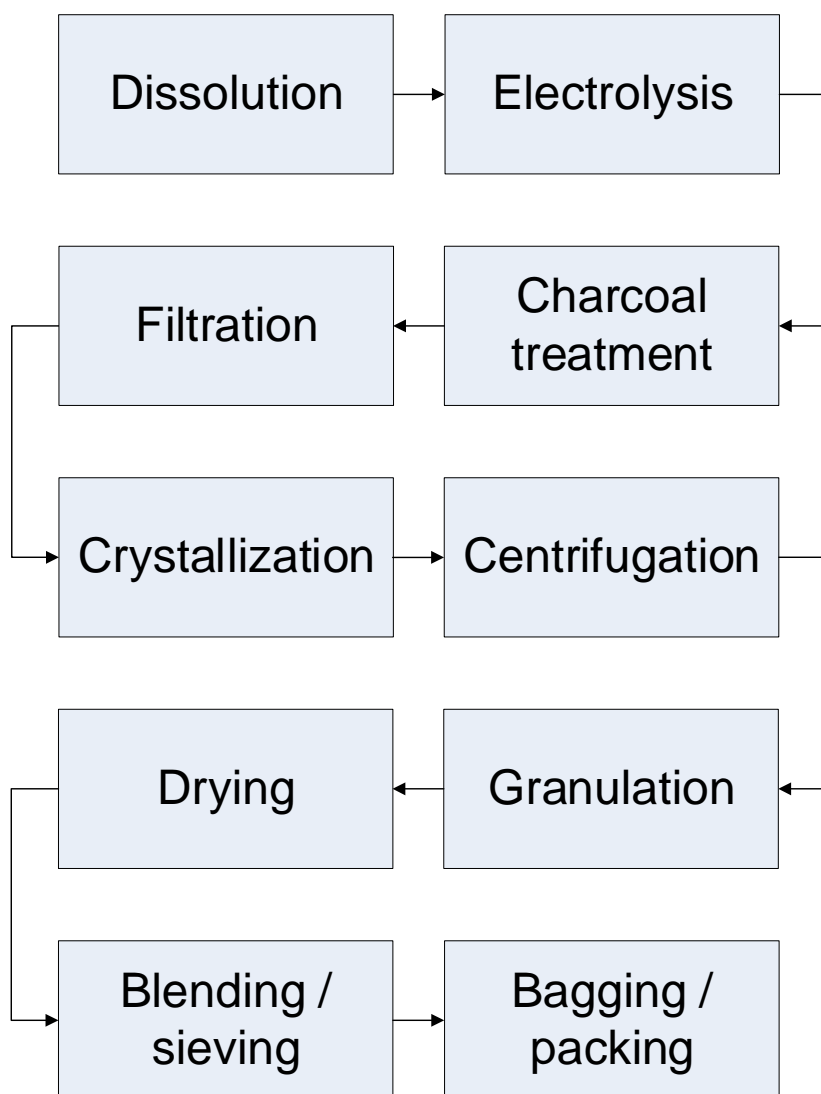 Dissolution
Electrolysis
Charcoal
treatment
Filtration
Crystallization
Centrifugation
Granulation
Drying
Blending /
sieving
Bagging /
packing